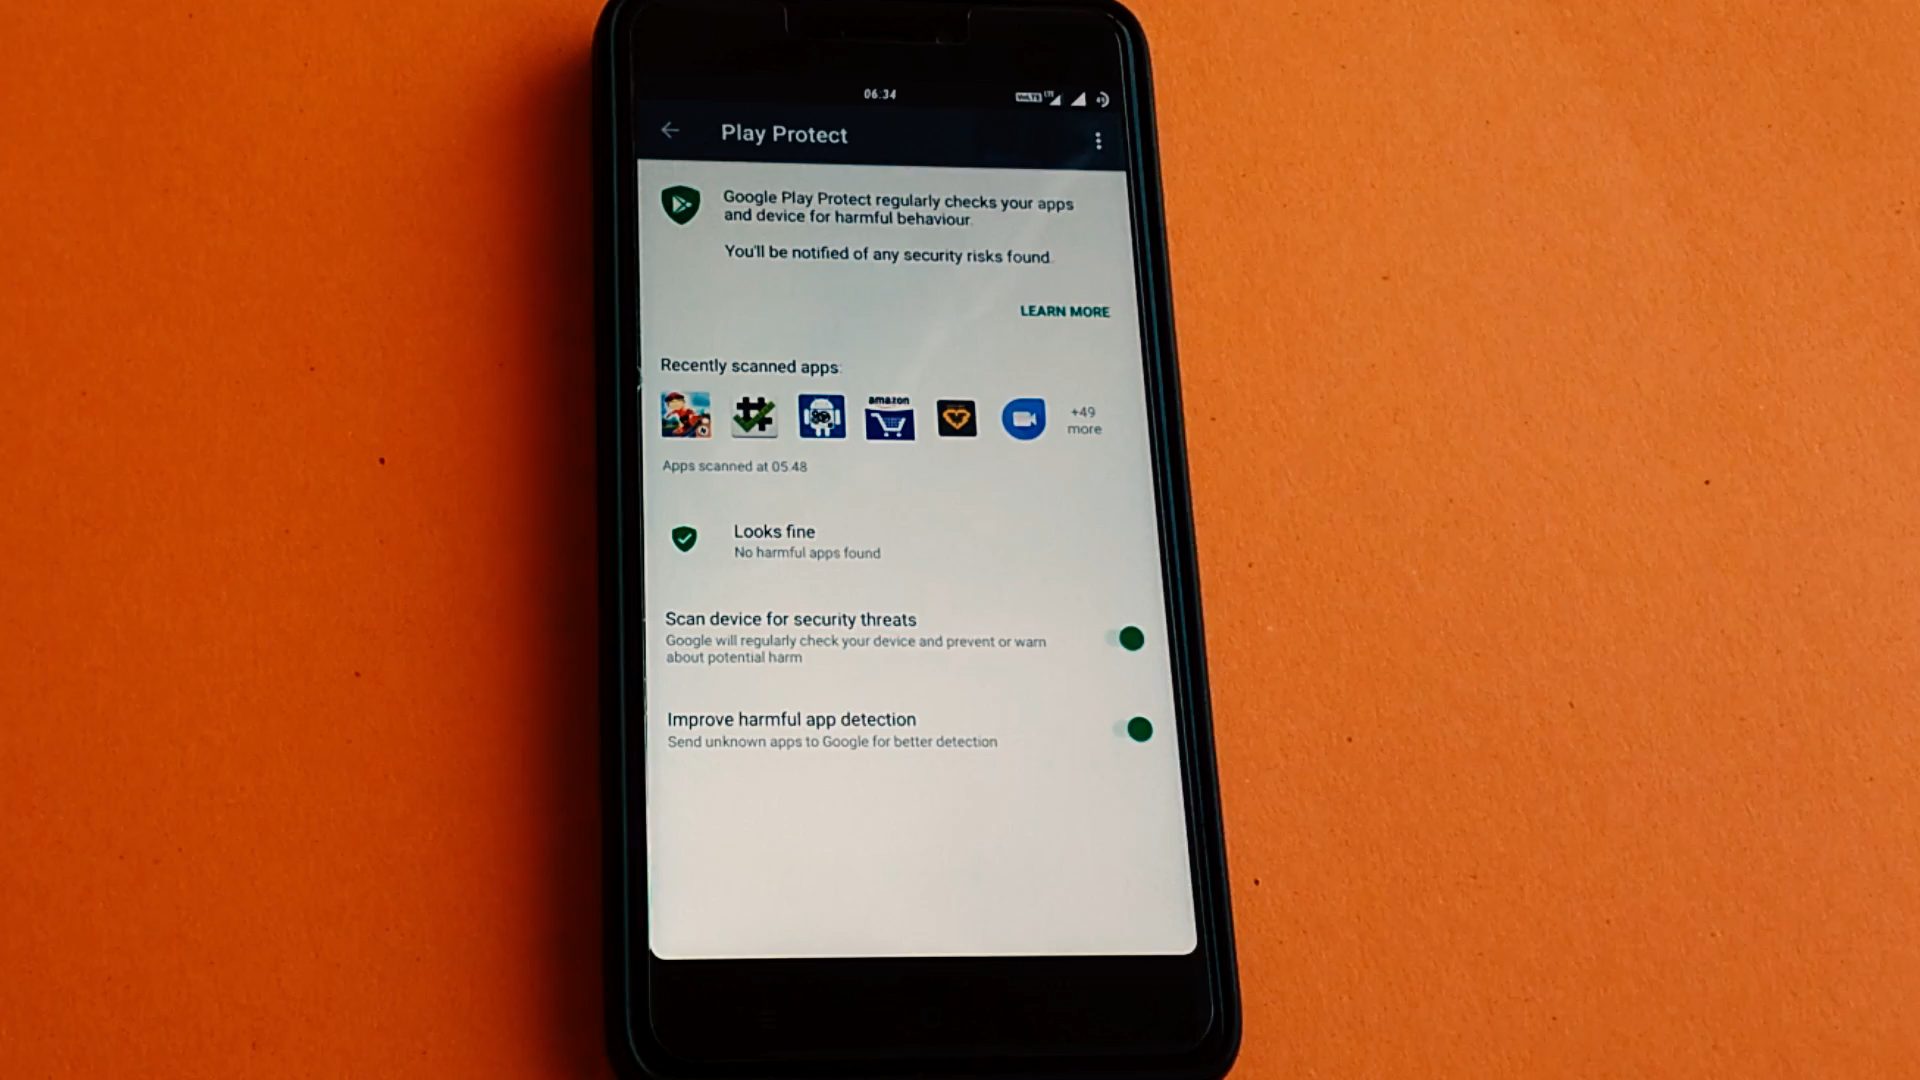 06:34
VoLTE LTE 49
Play Protect
Google Play Protect regularly checks your apps
and device for harmful behaviour.
You'll be notified of any security risks found.
LEARN MORE
Recently scanned apps:
amazon
+49
more
Apps scanned at 05:48
Looks fine
No harmful apps found
Scan device for security threats
Google will regularly check your device and prevent or warn
about potential harm
Improve harmful app detection
Send unknown apps to Google for better detection